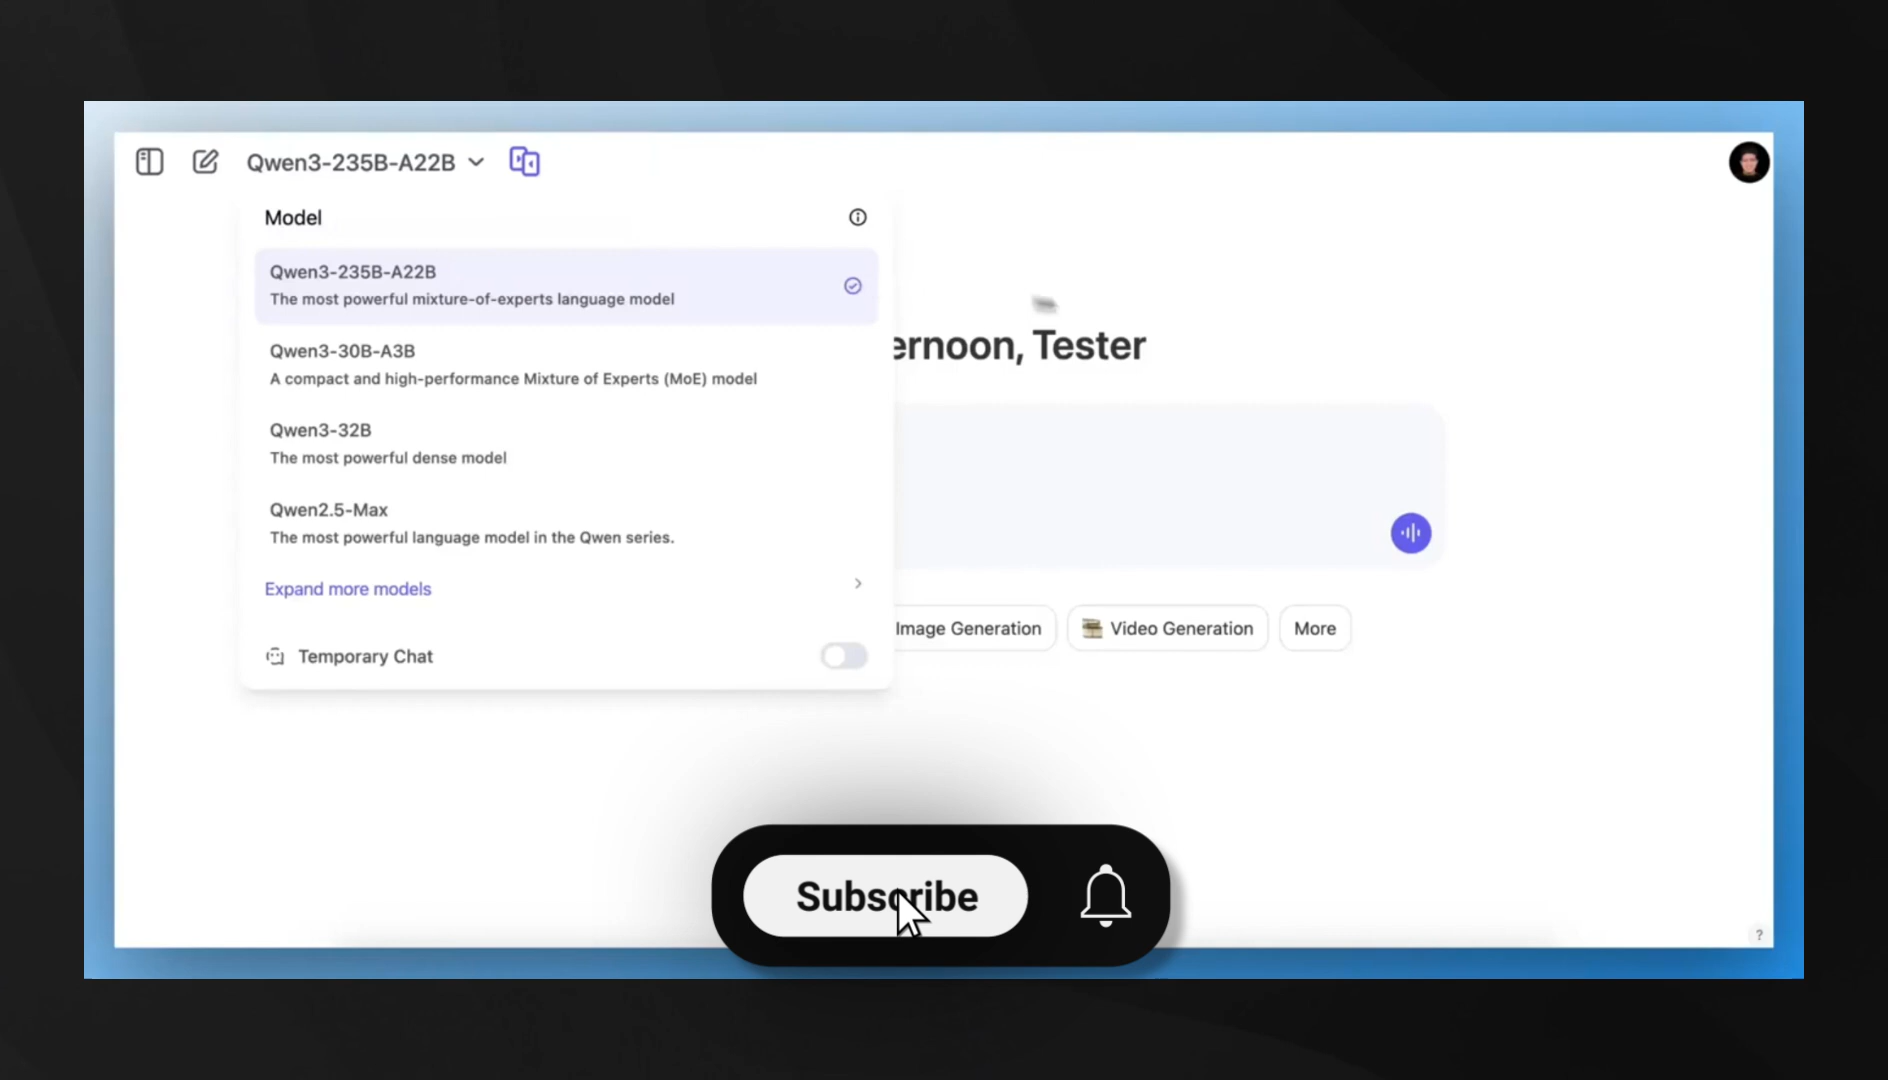 Qwen3-235B-A22B
Model
Qwen3-235B-A22B
The most powerful mixture-of-experts language model
Qwen3-30B-A3B
A compact and high-performance Mixture of Experts (MoE) model
Qwen3-32B
The most powerful dense model
Qwen2.5-Max
The most powerful language model in the Qwen series.
Expand more models
Temporary Chat
ernoon, Tester
Image Generation
Video Generation
More
Subscribe
?